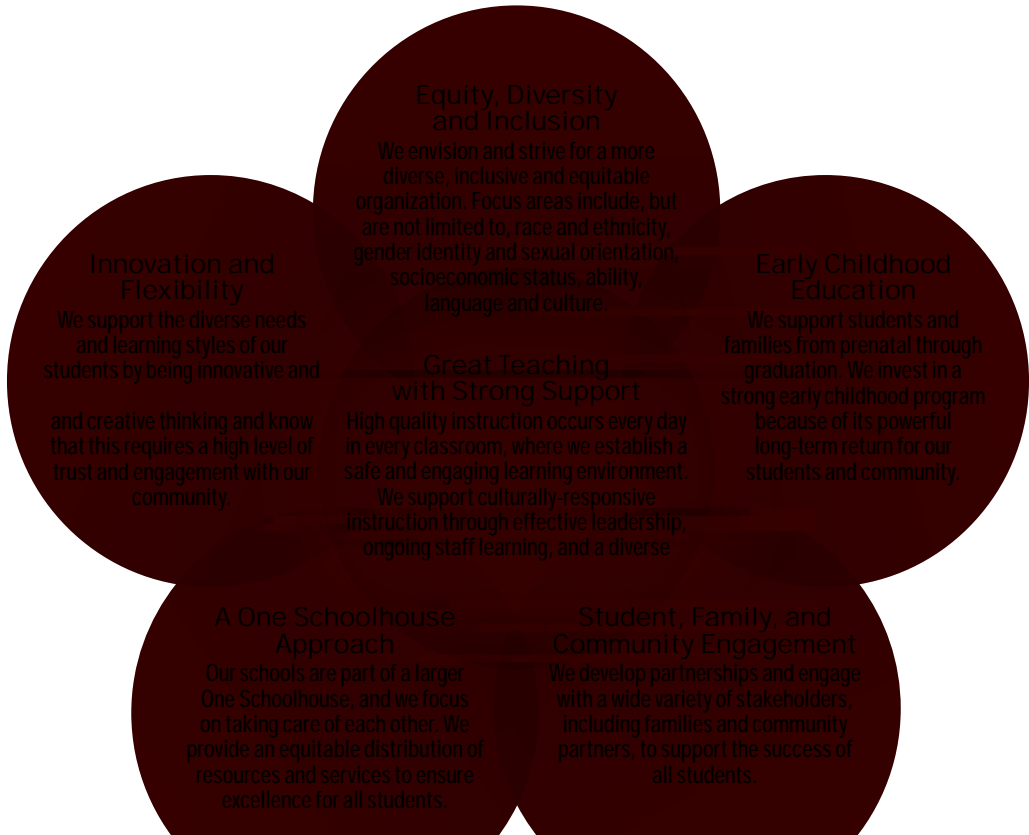 Equity, Diversity
and Inclusion
We envision and strive for a more
diverse, inclusive and equitable
organization. Focus areas include, but
are not limited to, race and ethnicity,
gender identity and sexual orientation,
socioeconomic status, ability,
language and culture.
Innovation and
Flexibility
We support the diverse needs
and learning styles of our
students by being innovative and
and creative thinking and know
that this requires a high level of
trust and engagement with our
community.
Great Teaching
with Strong Support
High quality instruction occurs every day
in every classroom, where we establish a
safe and engaging learning environment.
We support culturally-responsive
instruction through effective leadership,
ongoing staff learning, and a diverse
Early Childhood
Education
We support students and
families from prenatal through
graduation. We invest in a
strong early childhood program
because of its powerful
long-term return for our
students and community.
A One Schoolhouse
Approach
Our schools are part of a larger
One Schoolhouse, and we focus
on taking care of each other. We
provide an equitable distribution of
resources and services to ensure
excellence for all students.
Student, Family, and
Community Engagement
We develop partnerships and engage
with a wide variety of stakeholders,
including families and community
partners, to support the success of
all students.